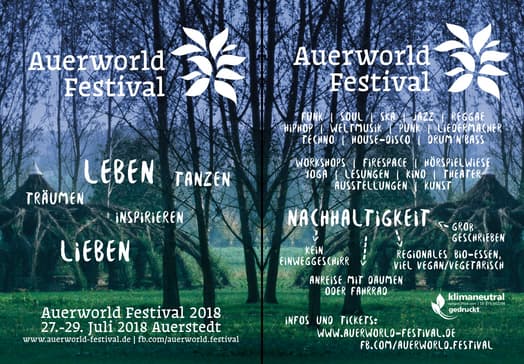 Auerworld
Festival
LEBEN
TANZEN
TRÄUMEN
INSPIRIEREN
LIEBEN
Auerworld Festival 2018
27.-29. Juli 2018 Auerstedt
www.auerworld-festival.de | fb.com/auerworld.festival
Auerworld
Festival
FUNK | SOUL | SKA | JAZZ | REGGAE
HIPHOP | WELTMUSIK | PUNK | LIEDERMACHER
TECHNO | HOUSE-DISCO | DRUM'N'BASS
WORKSHOPS | FIRESPACE | HÖRSPIELWIESE
YOGA | LESUNGEN | KINO | THEATER
AUSSTELLUNGEN | KUNST
NACHHALTIGKEIT
GROß
GESCHRIEBEN
KEIN
EINWEGGESCHIRR
REGIONALES BIO-ESSEN,
VIEL VEGAN/VEGETARISCH
ANREISE MIT DAUMEN
ODER FAHRRAD
klimaneutral
gedruckt
INFOS UND TICKETS:
WWW.AUERWORLD-FESTIVAL.DE
FB.COM/AUERWORLD.FESTIVAL